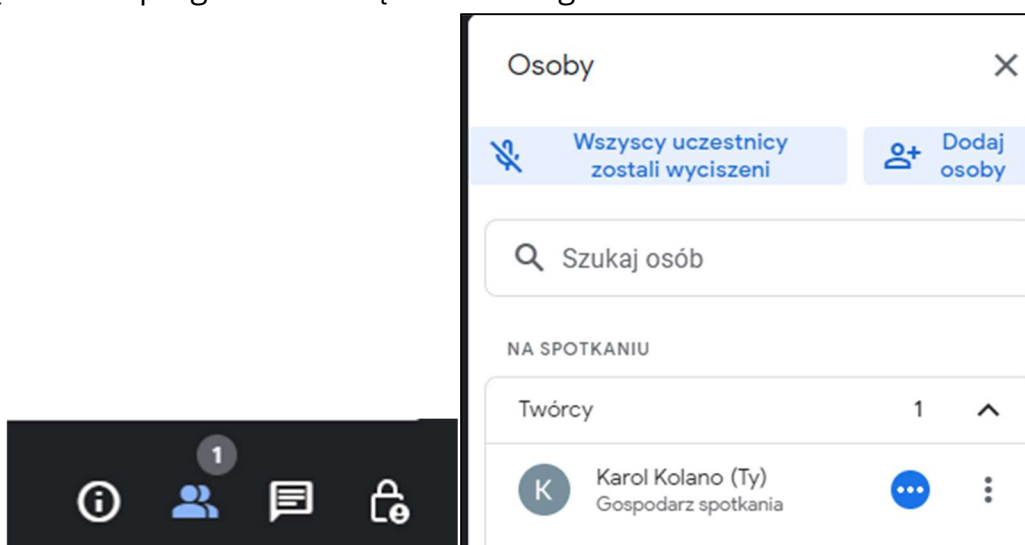 Osoby
Wszyscy uczestnicy
zostali wyciszeni
Dodaj
osoby
Szukaj osób
NA SPOTKANIU
Twórcy 1
K
Karol Kolano (Ty)
Gospodarz spotkania
1